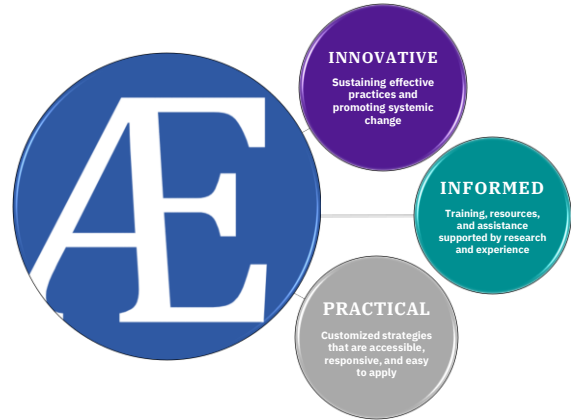 Æ
INNOVATIVE
Sustaining effective
practices and
promoting systemic
change
INFORMED
Training, resources,
and assistance
supported by research
and experience
PRACTICAL
Customized strategies
that are accessible,
responsive, and easy
to apply